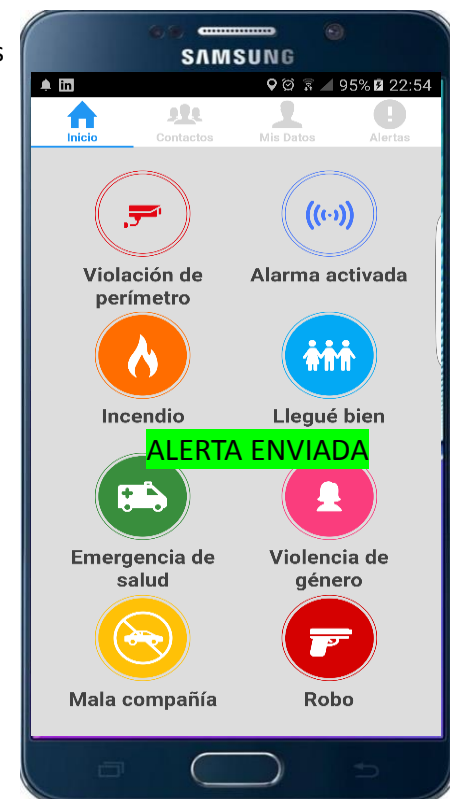 s
SAMSUNG
in 95% 22:54
Inicio Contactos Mis Datos Alertas
Violación de
perímetro
Alarma activada
Incendio
Llegué bien
ALERTA ENVIADA
Emergencia de
salud
Violencia de
género
Mala compañía
Robo